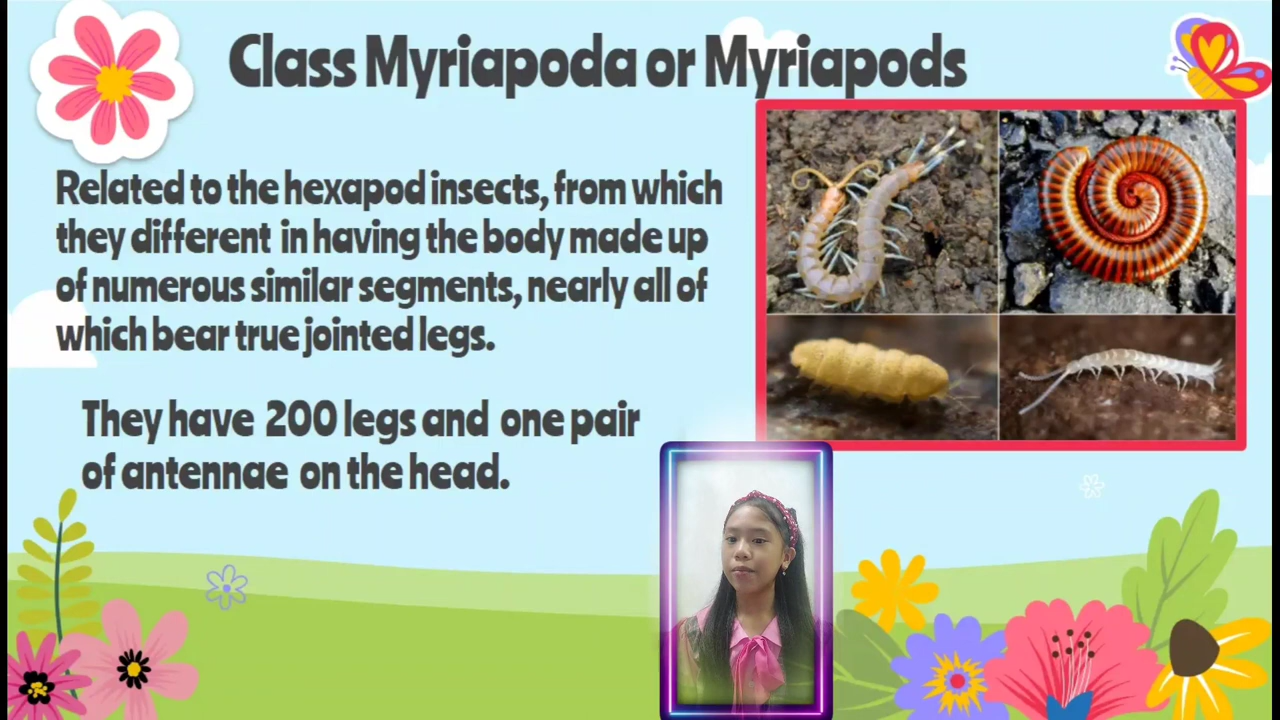 Class Myriapoda or Myriapods
Related to the hexapod insects, from which
they different in having the body made up
of numerous similar segments, nearly all of
which bear true jointed legs.
They have 200 legs and one pair
of antennae on the head.